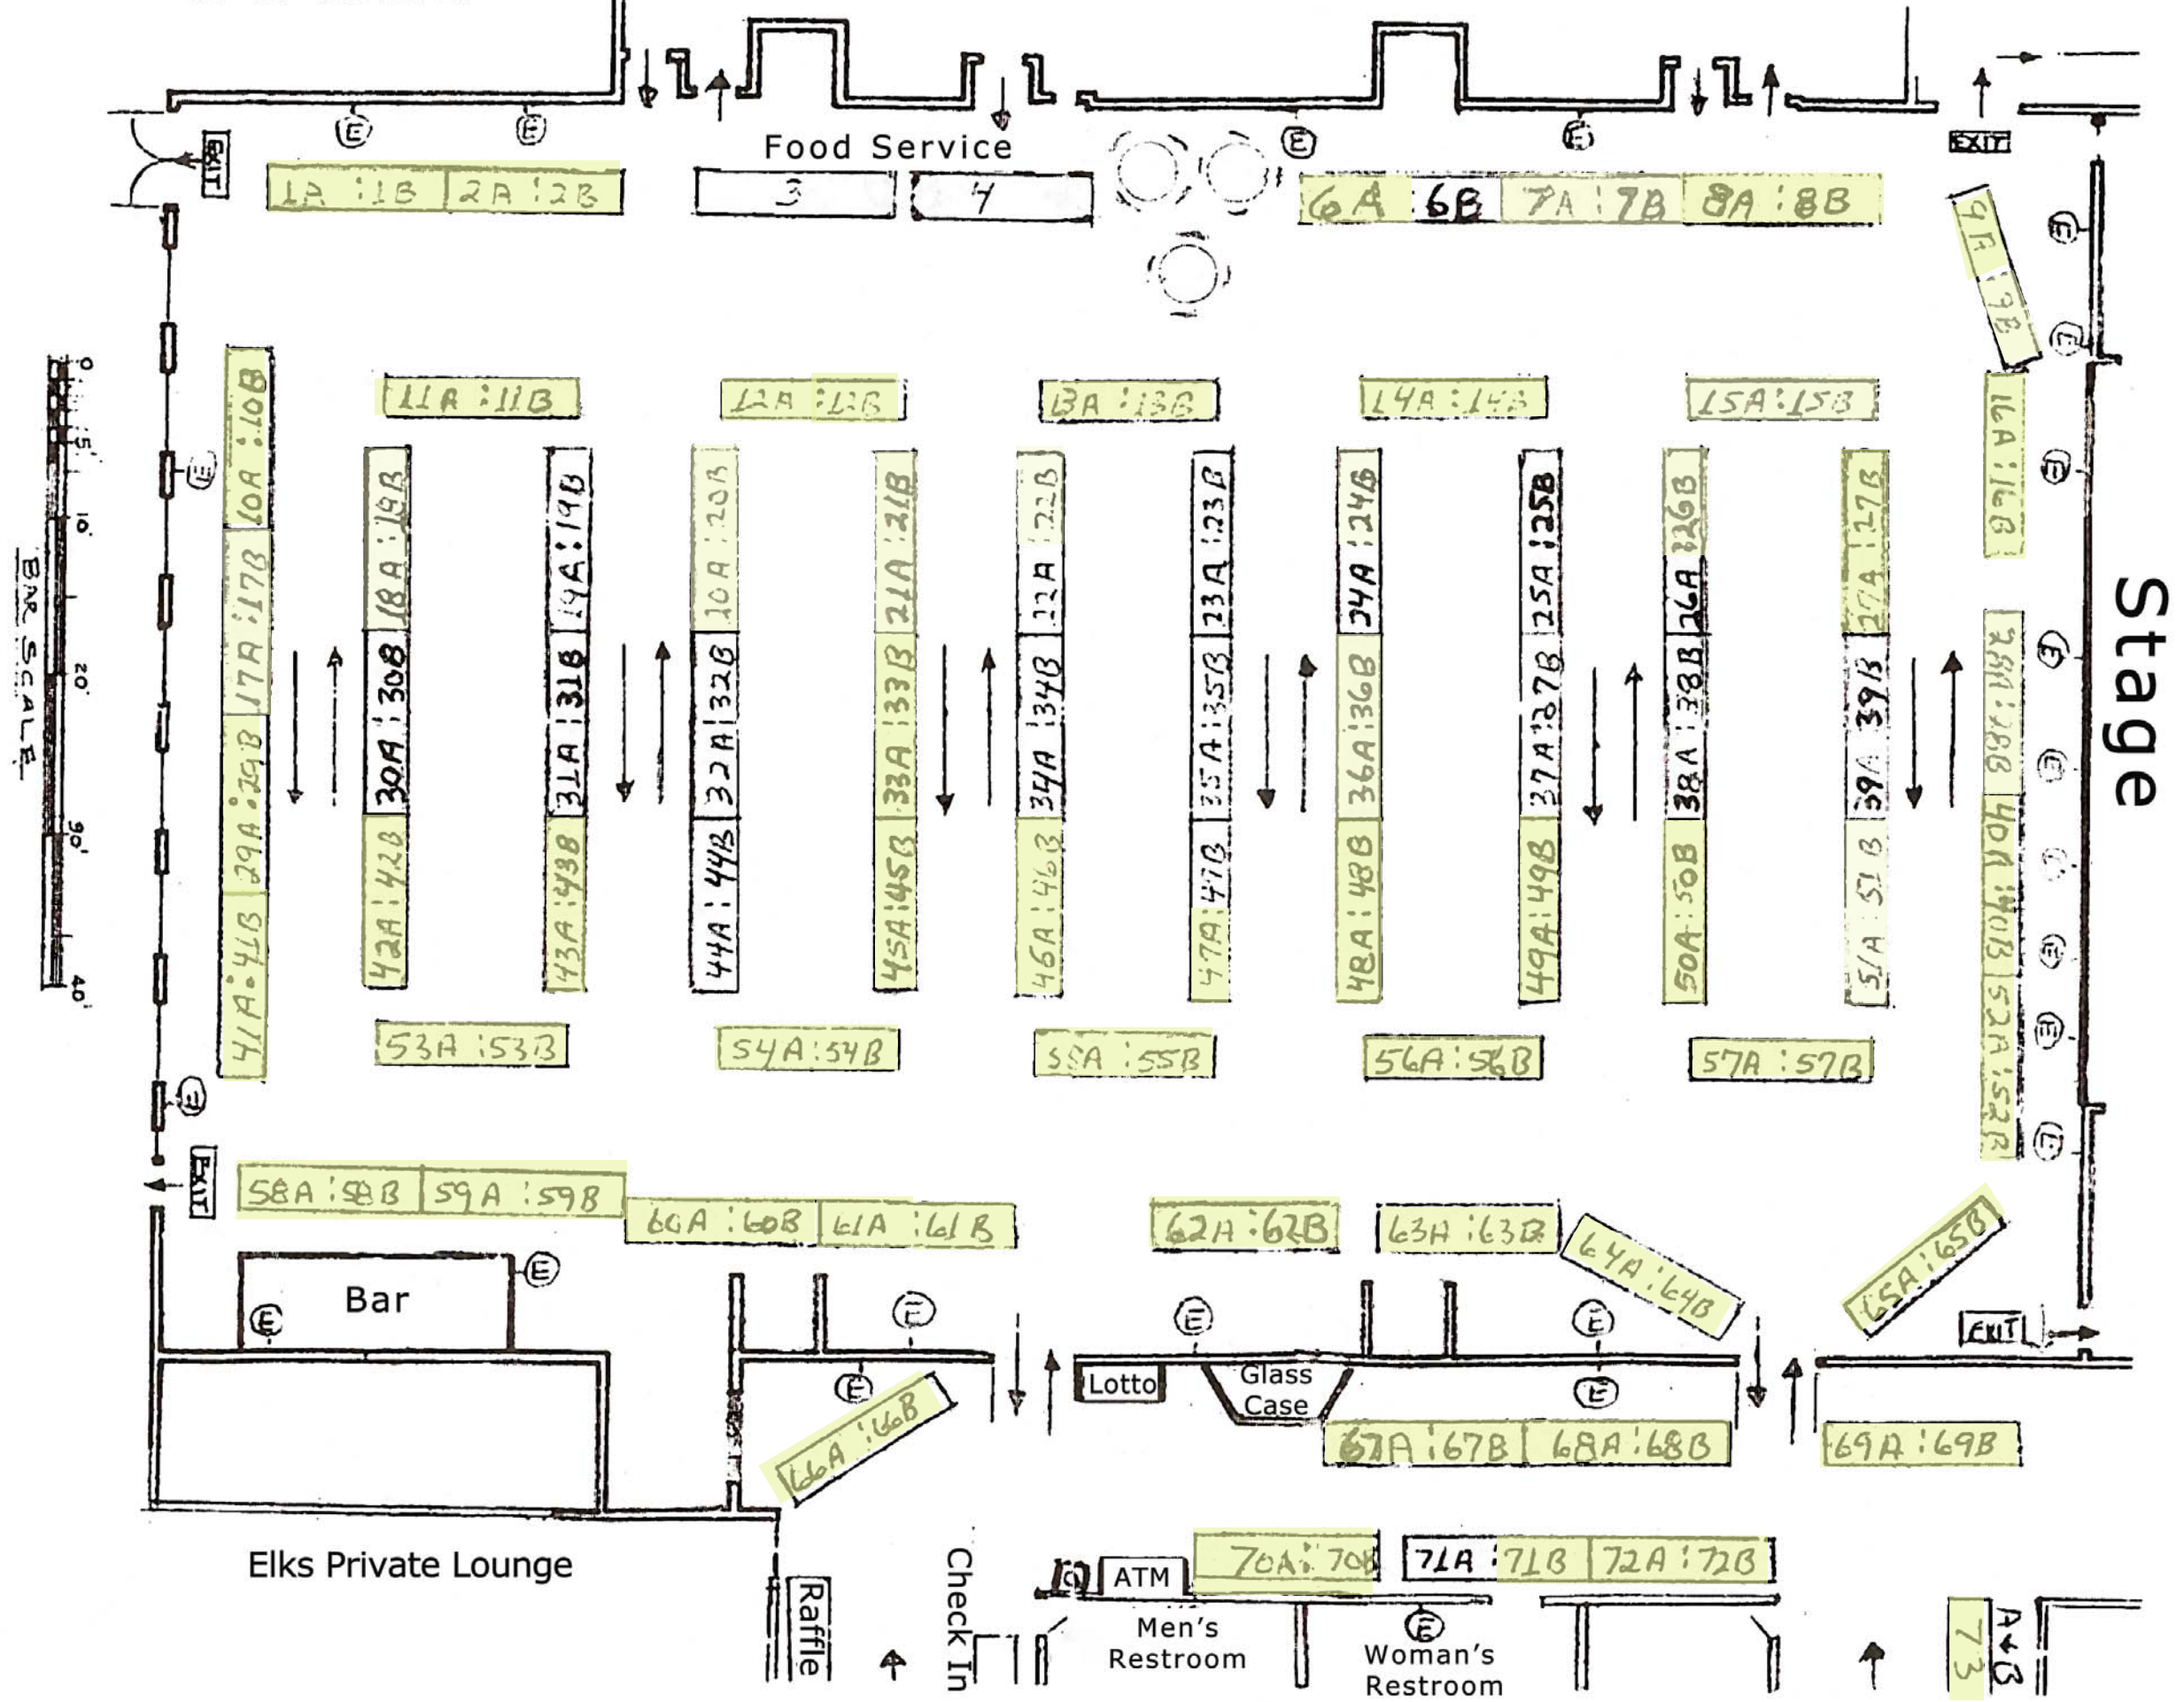 Food Service
EXIT
EXIT
1A : 1B 2A : 2B
3
4
6A : 6B 7A : 7B 8A : 8B
9A : 9B
10A : 10B
11A : 11B
12A : 12B
13A : 13B
14A : 14B
15A : 15B
16A : 16B
17A : 17B
18A : 19B
19A : 19B
20A : 20B
21A : 21B
22A : 22B
23A : 23B
34A : 24B
25A : 25B
26A : 26B
27A : 27B
BAR SCALE
0 5' 10' 20' 40'
Stage
29A : 29B
30A : 30B
31A : 31B
32A : 32B
33A : 33B
34A : 34B
35A : 35B
36A : 36B
38A : 38B
39A : 39B
40A : 40B
41A : 41B
42A : 42B
43A : 43B
44A : 44B
45A : 45B
46A : 46B
47A : 47B
48A : 48B
49A : 49B
50A : 50B
51A : 51B
52A : 52B
53A : 53B
54A : 54B
55A : 55B
56A : 56B
57A : 57B
EXIT
58A : 58B 59A : 59B
60A : 60B 61A : 61B
62A : 62B
63A : 63B
64A : 64B
65A : 65B
Bar
EXIT
Lotto
Glass
Case
66A : 66B
67A : 67B 68A : 68B
69A : 69B
Elks Private Lounge
Raffle
Check In
ATM
70A : 70B
71A : 71B 72A : 72B
73
A B
Men's
Restroom
Woman's
Restroom